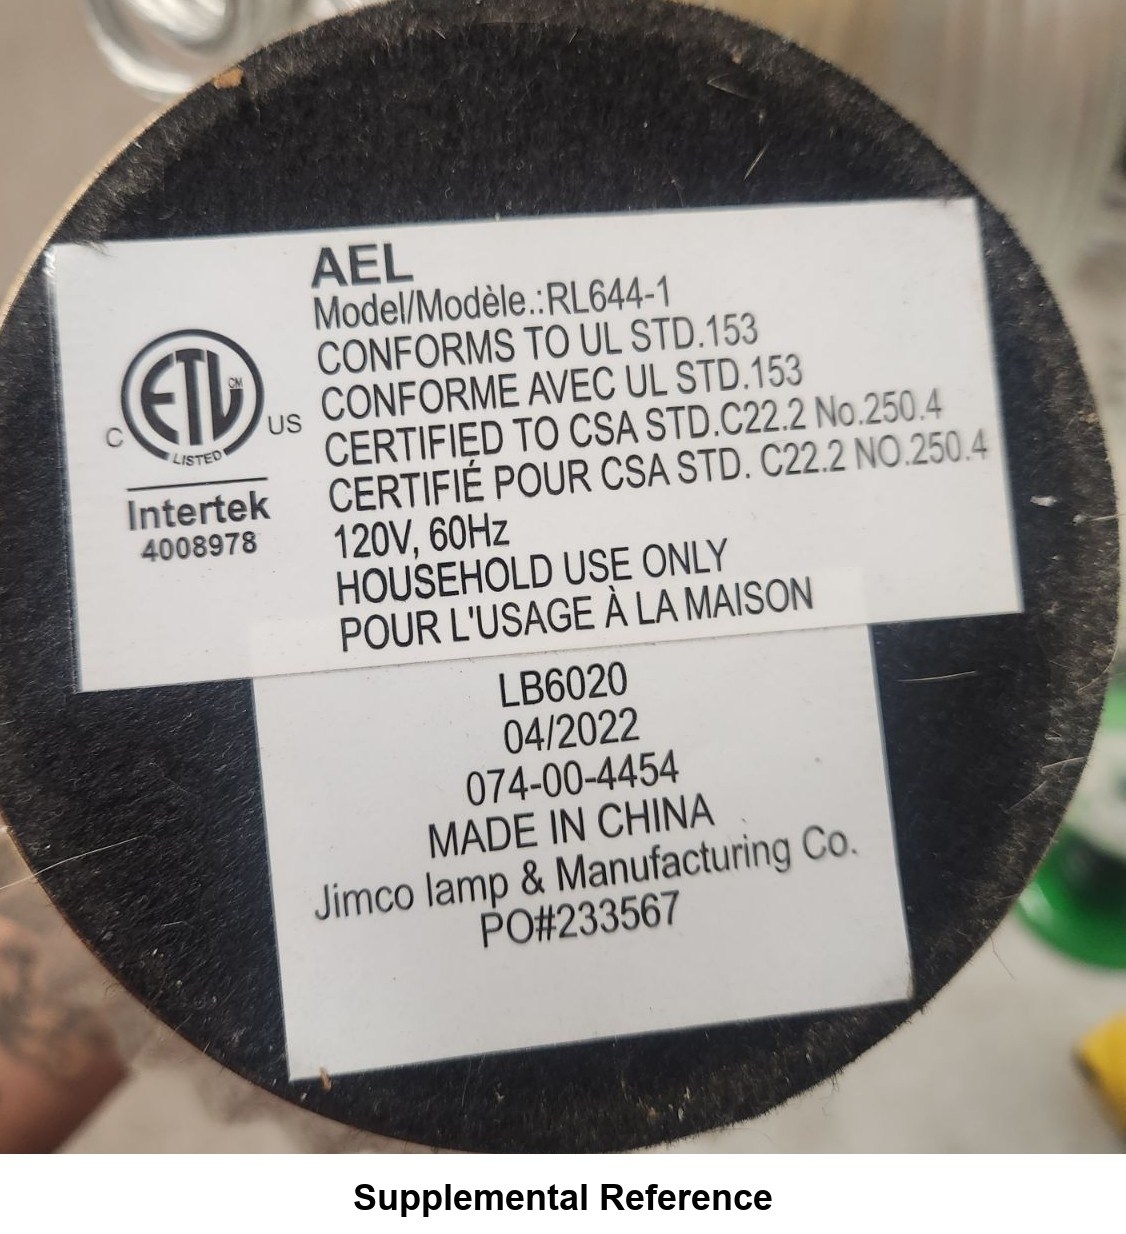 AEL
Model/Modèle.:RL644-1
CONFORMS TO UL STD.153
CONFORME AVEC UL STD.153
CERTIFIED TO CSA STD.C22.2 No.250.4
CERTIFIÉ POUR CSA STD. C22.2 NO.250.4
120V, 60Hz
HOUSEHOLD USE ONLY
POUR L'USAGE À LA MAISON
ETL CM
C US
LISTED
Intertek
4008978
LB6020
04/2022
074-00-4454
MADE IN CHINA
Jimco lamp & Manufacturing Co.
PO#233567
Supplemental Reference